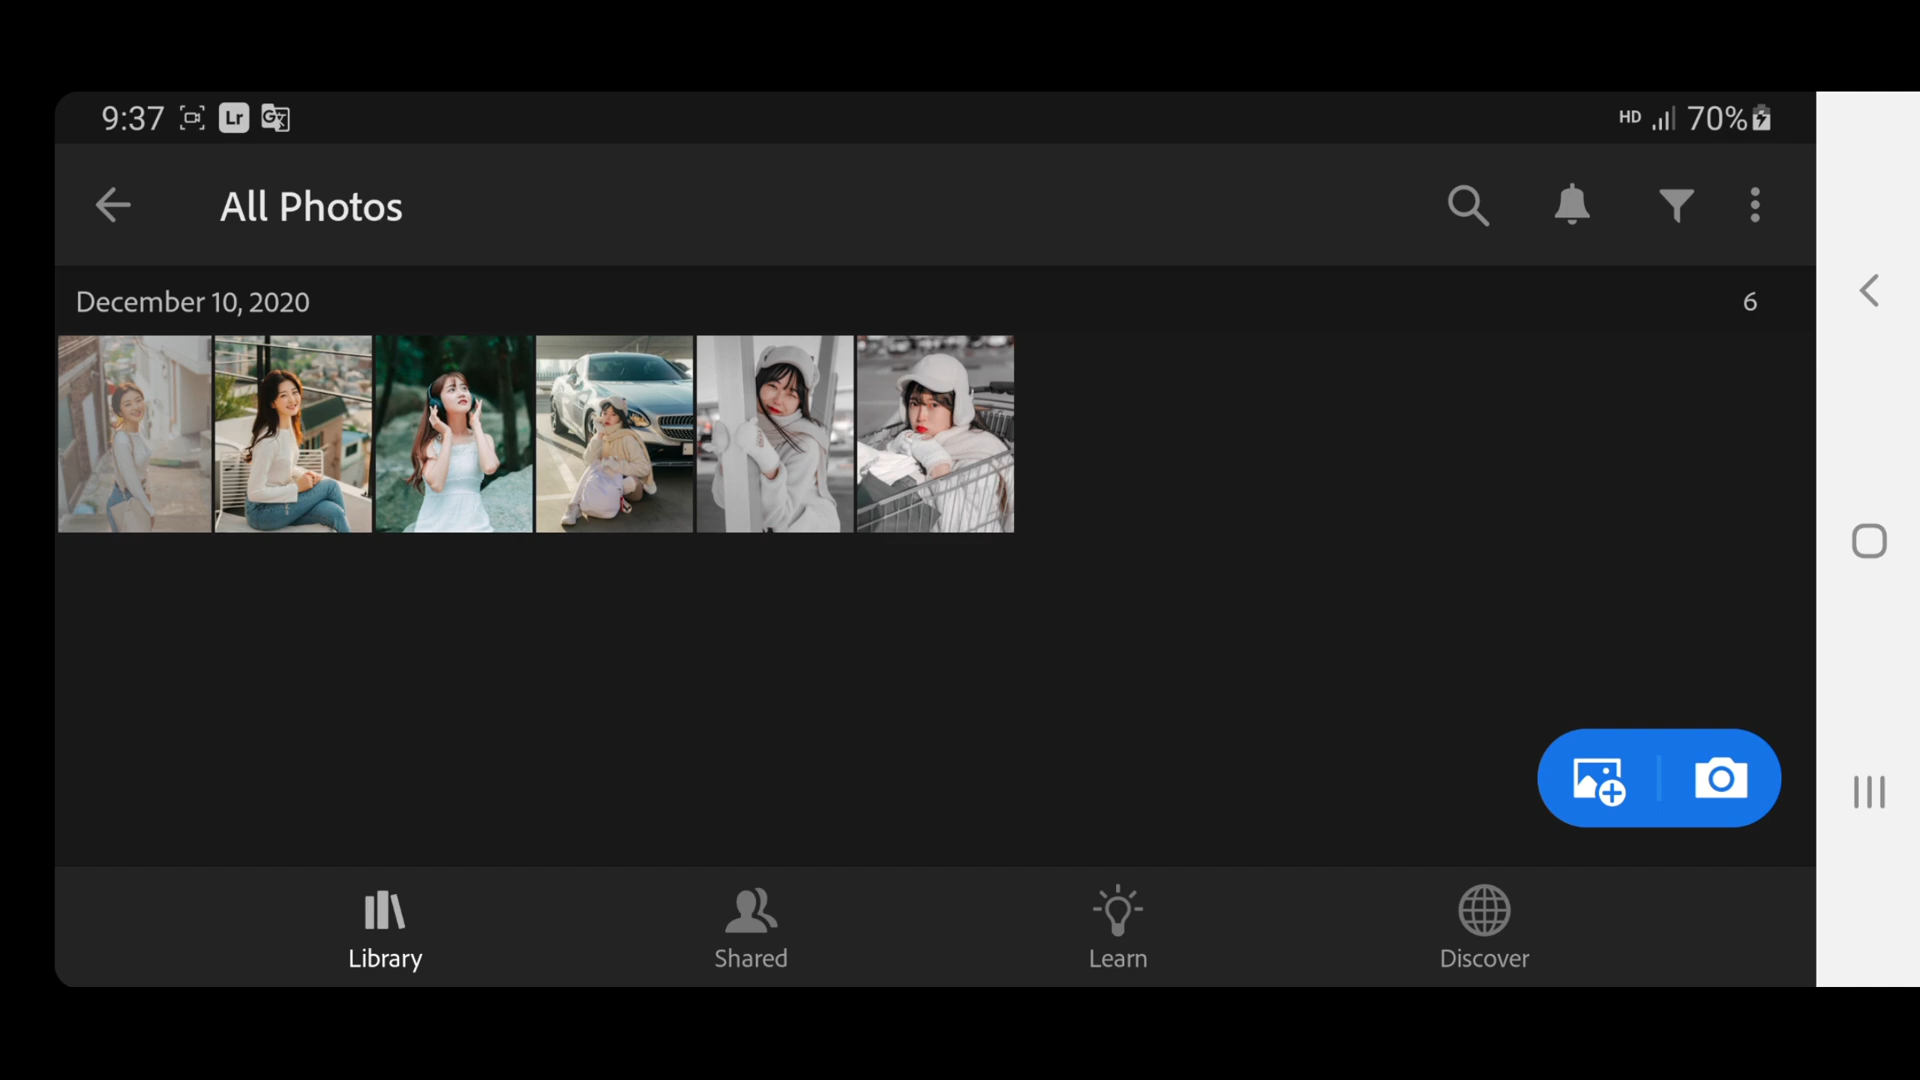 9:37 Lr G HD 70%
All Photos
December 10, 2020 6
Library Shared Learn Discover